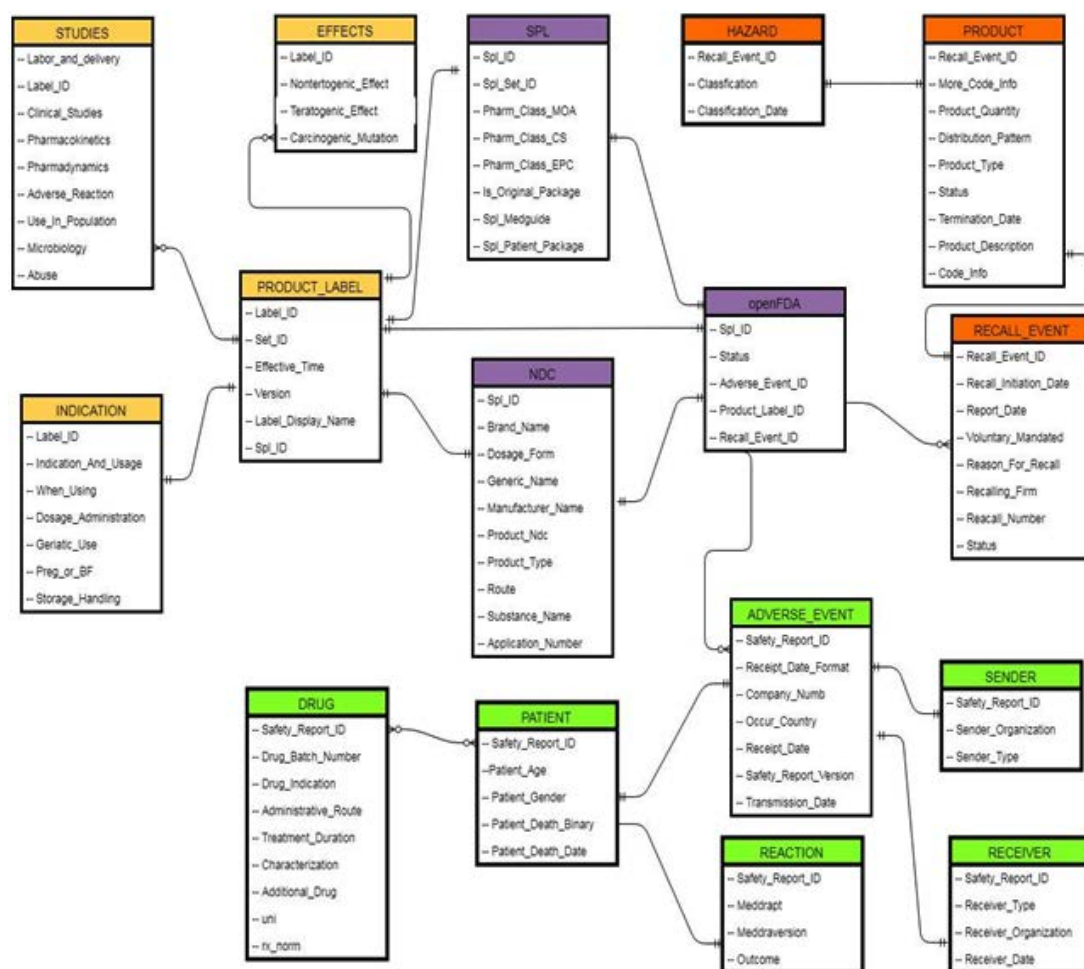 STUDIES
-- Labor_and_delivery
-- Label_ID
-- Clinical_Studies
-- Pharmacokinetics
-- Pharmadynamics
-- Adverse_Reaction
-- Use_In_Population
-- Microbiology
-- Abuse
EFFECTS
-- Label_ID
-- Nontertogenic_Effect
-- Teratogenic_Effect
-- Carcinogenic_Mutation
SPL
-- Spl_ID
-- Spl_Set_ID
-- Pharm_Class_MOA
-- Pharm_Class_CS
-- Pharm_Class_EPC
-- Is_Original_Package
-- Spl_Medguide
-- Spl_Patient_Package
HAZARD
-- Recall_Event_ID
-- Classfication
-- Classification_Date
PRODUCT
-- Recall_Event_ID
-- More_Code_Info
-- Product_Quantity
-- Distribution_Pattern
-- Product_Type
-- Status
-- Termination_Date
-- Product_Description
-- Code_Info
PRODUCT_LABEL
-- Label_ID
-- Set_ID
-- Effective_Time
-- Version
-- Label_Display_Name
-- Spl_ID
openFDA
-- Spl_ID
-- Status
-- Adverse_Event_ID
-- Product_Label_ID
-- Recall_Event_ID
RECALL_EVENT
-- Recall_Event_ID
-- Recall_Initiation_Date
-- Report_Date
-- Voluntary_Mandated
-- Reason_For_Recall
-- Recalling_Firm
-- Reacall_Number
-- Status
INDICATION
-- Label_ID
-- Indication_And_Usage
-- When_Using
-- Dosage_Administration
-- Geriatic_Use
-- Preg_or_BF
-- Storage_Handling
NDC
-- Spl_ID
-- Brand_Name
-- Dosage_Form
-- Generic_Name
-- Manufacturer_Name
-- Product_Ndc
-- Product_Type
-- Route
-- Substance_Name
-- Application_Number
ADVERSE_EVENT
-- Safety_Report_ID
-- Receipt_Date_Format
-- Company_Numb
-- Occur_Country
-- Receipt_Date
-- Safety_Report_Version
-- Transmission_Date
SENDER
-- Safety_Report_ID
-- Sender_Organization
-- Sender_Type
DRUG
-- Safety_Report_ID
-- Drug_Batch_Number
-- Drug_Indication
-- Administrative_Route
-- Treatment_Duration
-- Characterization
-- Additional_Drug
-- uni
-- rx_norm
PATIENT
-- Safety_Report_ID
--Patient_Age
-- Patient_Gender
-- Patient_Death_Binary
-- Patient_Death_Date
REACTION
-- Safety_Report_ID
-- Meddrapt
-- Meddraversion
-- Outcome
RECEIVER
-- Safety_Report_ID
-- Receiver_Type
-- Receiver_Organization
-- Receiver_Date